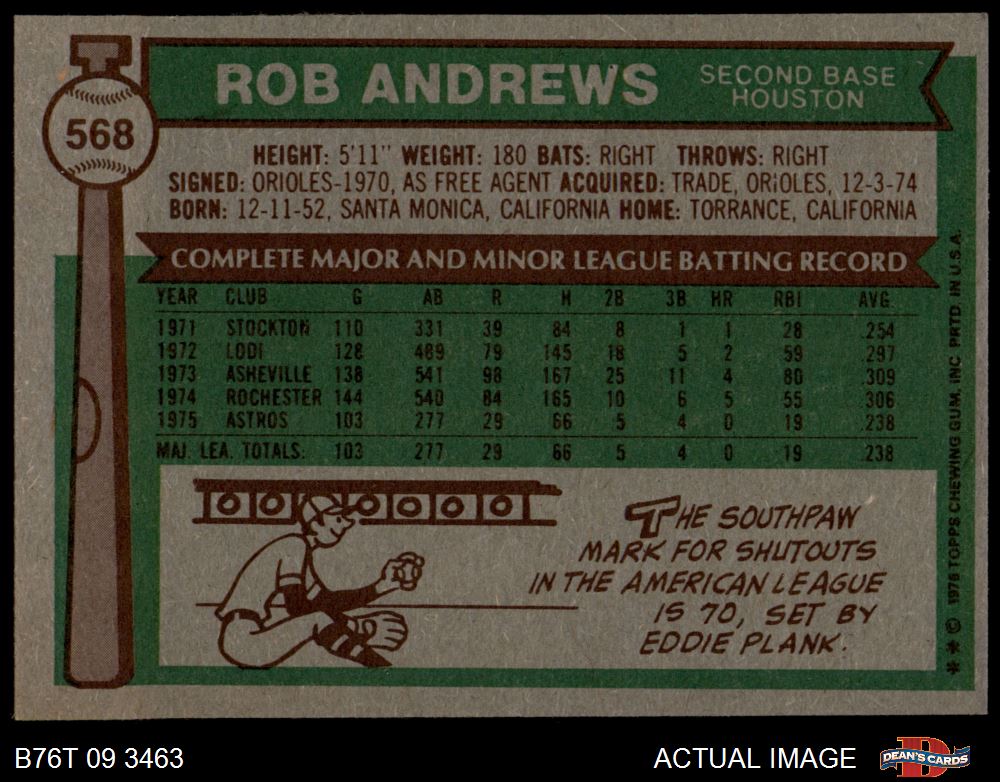 568
ROB ANDREWS
SECOND BASE
HOUSTON
HEIGHT: 5'11" WEIGHT: 180 BATS: RIGHT THROWS: RIGHT
SIGNED: ORIOLES-1970, AS FREE AGENT ACQUIRED: TRADE, ORIOLES, 12-3-74
BORN: 12-11-52, SANTA MONICA, CALIFORNIA HOME: TORRANCE, CALIFORNIA
COMPLETE MAJOR AND MINOR LEAGUE BATTING RECORD
YEAR CLUB G AB R H 2B 3B HR RBI AVG.
1971 STOCKTON 110 331 39 84 8 1 1 28 .254
1972 LODI 128 489 79 145 18 5 2 59 .297
1973 ASHEVILLE 138 541 98 167 25 11 4 80 .309
1974 ROCHESTER 144 540 84 165 10 6 5 55 .306
1975 ASTROS 103 277 29 66 5 4 0 19 .238
MAJ. LEA. TOTALS: 103 277 29 66 5 4 0 19 .238
0 0 0 0 0 0 0
THE SOUTHPAW
MARK FOR SHUTOUTS
IN THE AMERICAN LEAGUE
IS 70, SET BY
EDDIE PLANK.
* * © 1976 TOPPS CHEWING GUM, INC. PRTD. IN U.S.A.
B76T 09 3463
ACTUAL IMAGE
D
DEAN'S CARDS